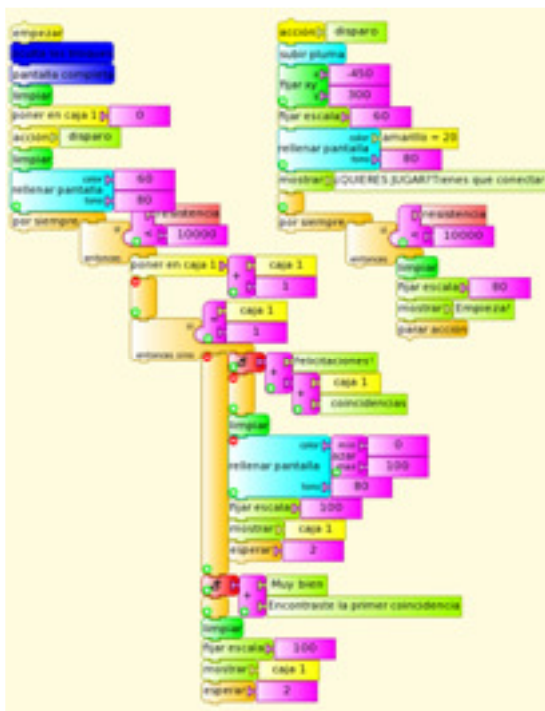 empezar
pantalla completa
limpiar
poner en caja 1 0
acción disparo
limpiar
color 60
rellenar pantalla
tono 80
por siempre
resistencia
< 10000
entonces
poner en caja 1 + caja 1
1
caja 1
1
¡Felicitaciones!
+ caja 1
+ coincidencias
limpiar
color min 0
azar
rellenar pantalla max 100
tono 80
fijar escala 100
mostrar caja 1
esperar 2
Muy bien
+ Encontraste la primer coincidencia
limpiar
fijar escala 100
mostrar caja 1
esperar 2
acción disparo
subir pluma
x -450
fijar xy
300
fijar escala 60
color amarillo = 20
rellenar pantalla
tono 80
mostrar ¿QUIERES JUGAR?Tienes que conectar
por siempre
resistencia
< 10000
entonces
limpiar
fijar escala 80
mostrar Empieza!
parar acción